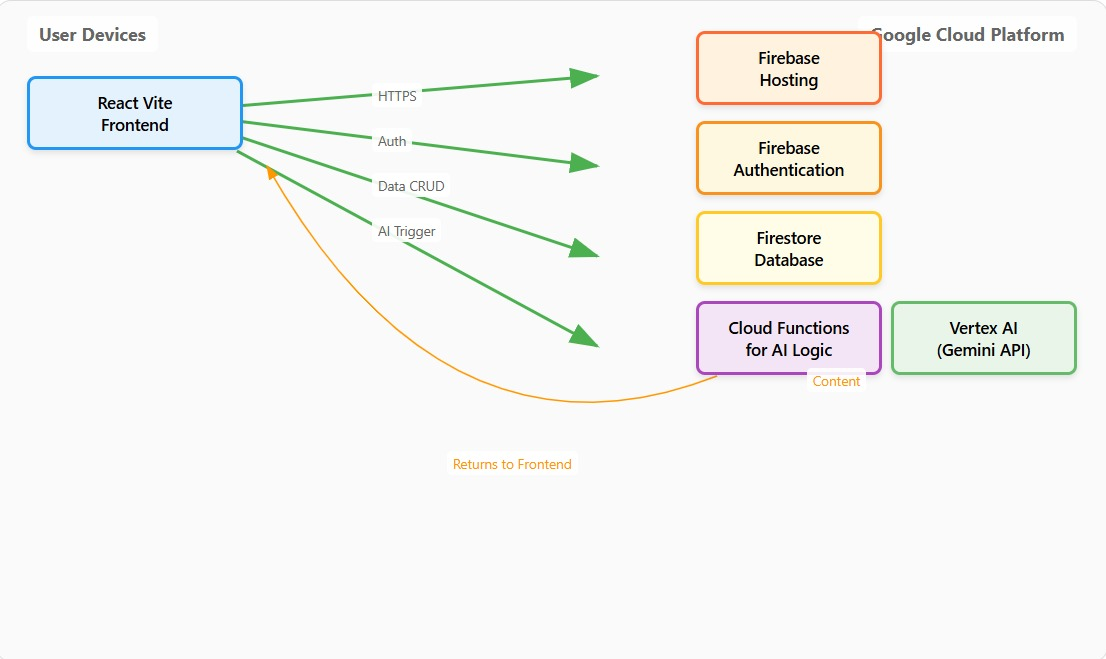 User Devices
Google Cloud Platform
React Vite
Frontend
HTTPS
Auth
Data CRUD
AI Trigger
Firebase
Hosting
Firebase
Authentication
Firestore
Database
Cloud Functions
for AI Logic
Vertex AI
(Gemini API)
Content
Returns to Frontend